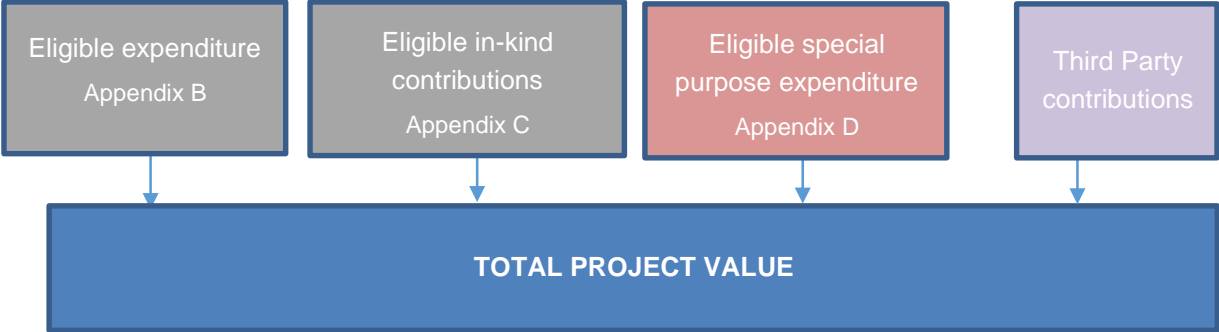 Eligible expenditure
Appendix B
Eligible in-kind
contributions
Appendix C
Eligible special
purpose expenditure
Appendix D
Third Party
contributions
TOTAL PROJECT VALUE